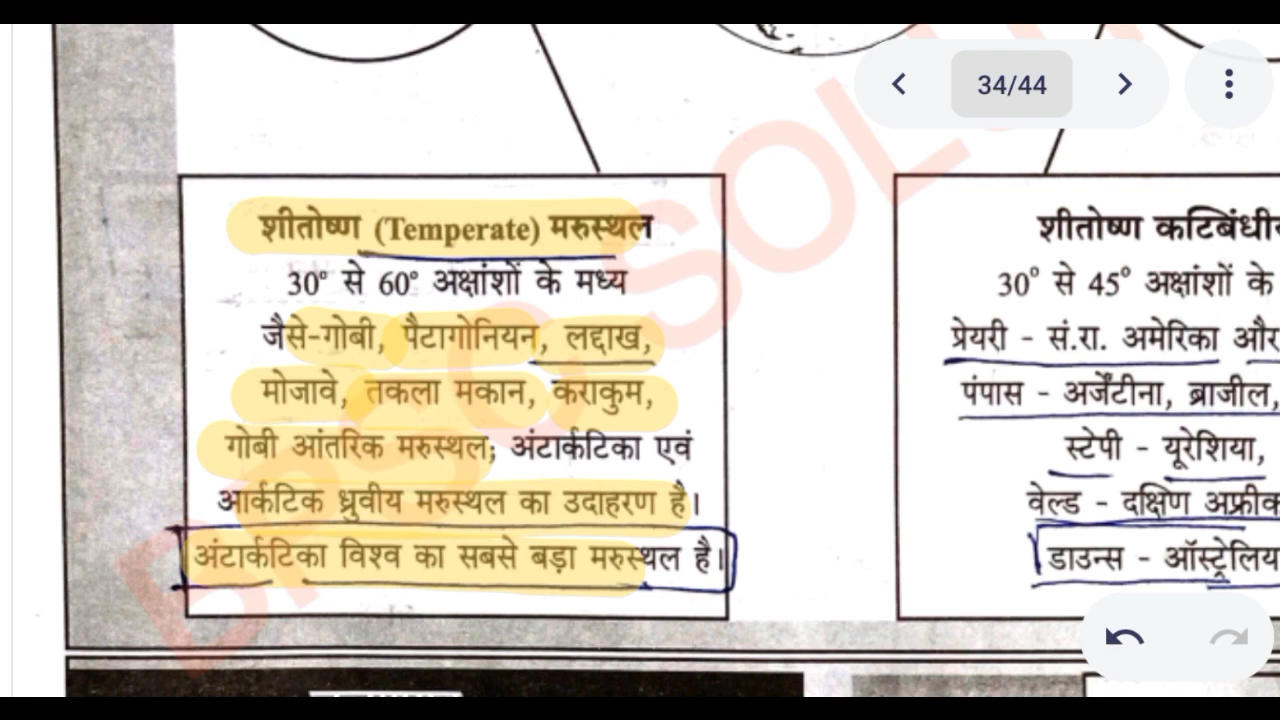 34/44
शीतोष्ण (Temperate) मरुस्थल
30° से 60° अक्षांशों के मध्य
जैसे-गोबी, पैटागोनियन, लद्दाख,
मोजावे, तकला मकान, कराकुम,
गोबी आंतरिक मरुस्थल; अंटार्कटिका एवं
आर्कटिक ध्रुवीय मरुस्थल का उदाहरण है।
अंटार्कटिका विश्व का सबसे बड़ा मरुस्थल है।
शीतोष्ण कटिबंधीय
30° से 45° अक्षांशों के
प्रेयरी - सं.रा. अमेरिका और
पंपास - अर्जेंटीना, ब्राजील,
स्टेपी - यूरेशिया,
वेल्ड - दक्षिण अफ्रीक
डाउन्स - ऑस्ट्रेलिय